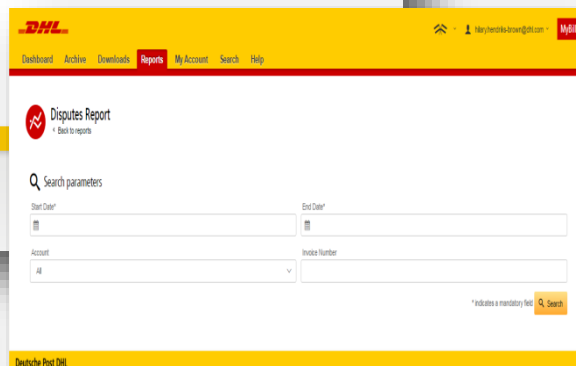 DHL
hilary.hendriks-brown@dhl.com
MyBill
Dashboard Archive Downloads Reports My Account Search Help
Disputes Report
Back to reports
Search parameters
Start Date* End Date*
Account Invoice Number
All
* indicates a mandatory field Search
Deutsche Post DHL